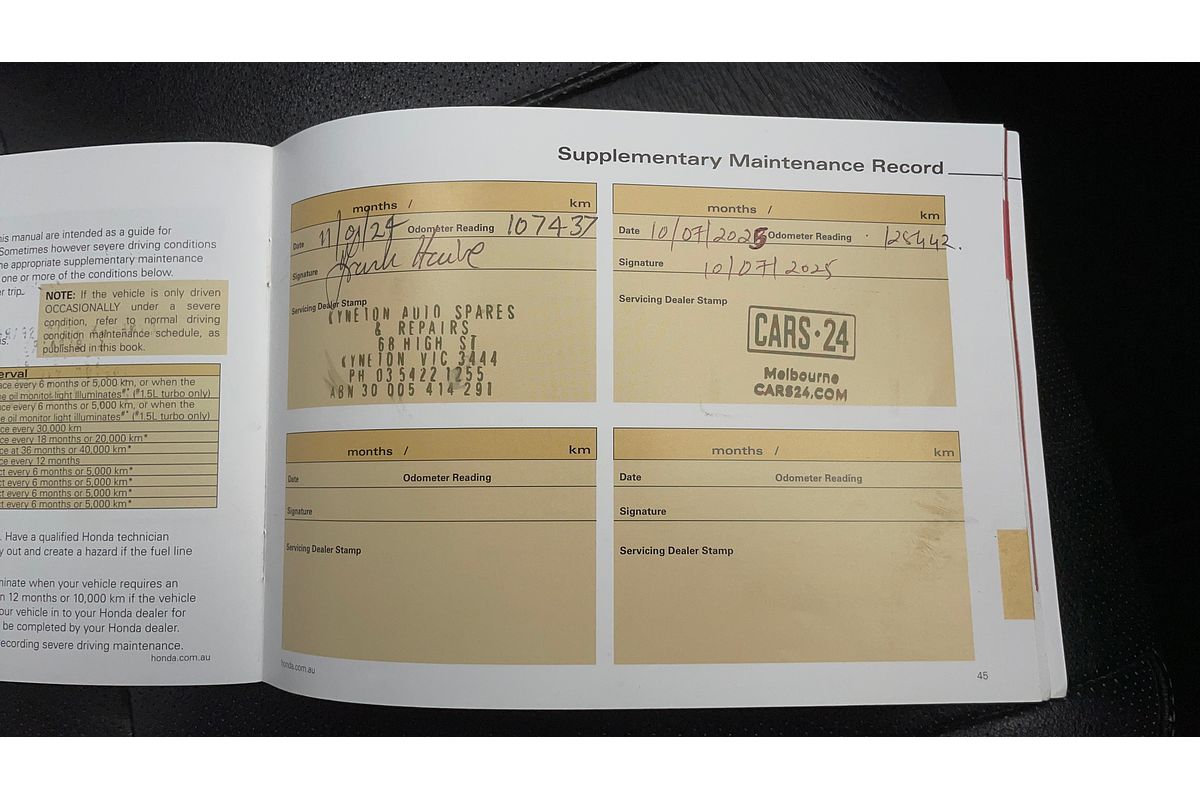 his manual are intended as a guide for
Sometimes however severe driving conditions
he appropriate supplementary maintenance
one or more of the conditions below.
er trip.
NOTE: If the vehicle is only driven
OCCASIONALLY under a severe
condition, refer to normal driving
condition maintenance schedule, as
published in this book.
is.
erval
ace every 6 months or 5,000 km, or when the
e oil monitor light illuminates#* (#1.5L turbo only)
ace every 6 months or 5,000 km, or when the
e oil monitor light illuminates#* (#1.5L turbo only)
ce every 30,000 km
ce every 18 months or 20,000 km*
ce at 36 months or 40,000 km*
ce every 12 months
ct every 6 months or 5,000 km*
ct every 6 months or 5,000 km*
ct every 6 months or 5,000 km*
ct every 6 months or 5,000 km*
. Have a qualified Honda technician
y out and create a hazard if the fuel line
minate when your vehicle requires an
n 12 months or 10,000 km if the vehicle
our vehicle in to your Honda dealer for
be completed by your Honda dealer.
ecording severe driving maintenance.
honda.com.au
Supplementary Maintenance Record
months / km
Date 11/01/24 Odometer Reading 107437
Signature
Servicing Dealer Stamp
KYNETON AUTO SPARES
& REPAIRS
68 HIGH ST
KYNETON VIC 3444
PH 03 5422 1255
ABN 30 005 414 291
months / km
Date 10/07/2025 Odometer Reading 128442.
Signature 10/07/2025
Servicing Dealer Stamp
CARS·24
Melbourne
CARS24.COM
months / km
Date Odometer Reading
Signature
Servicing Dealer Stamp
months / km
Date Odometer Reading
Signature
Servicing Dealer Stamp
honda.com.au
45